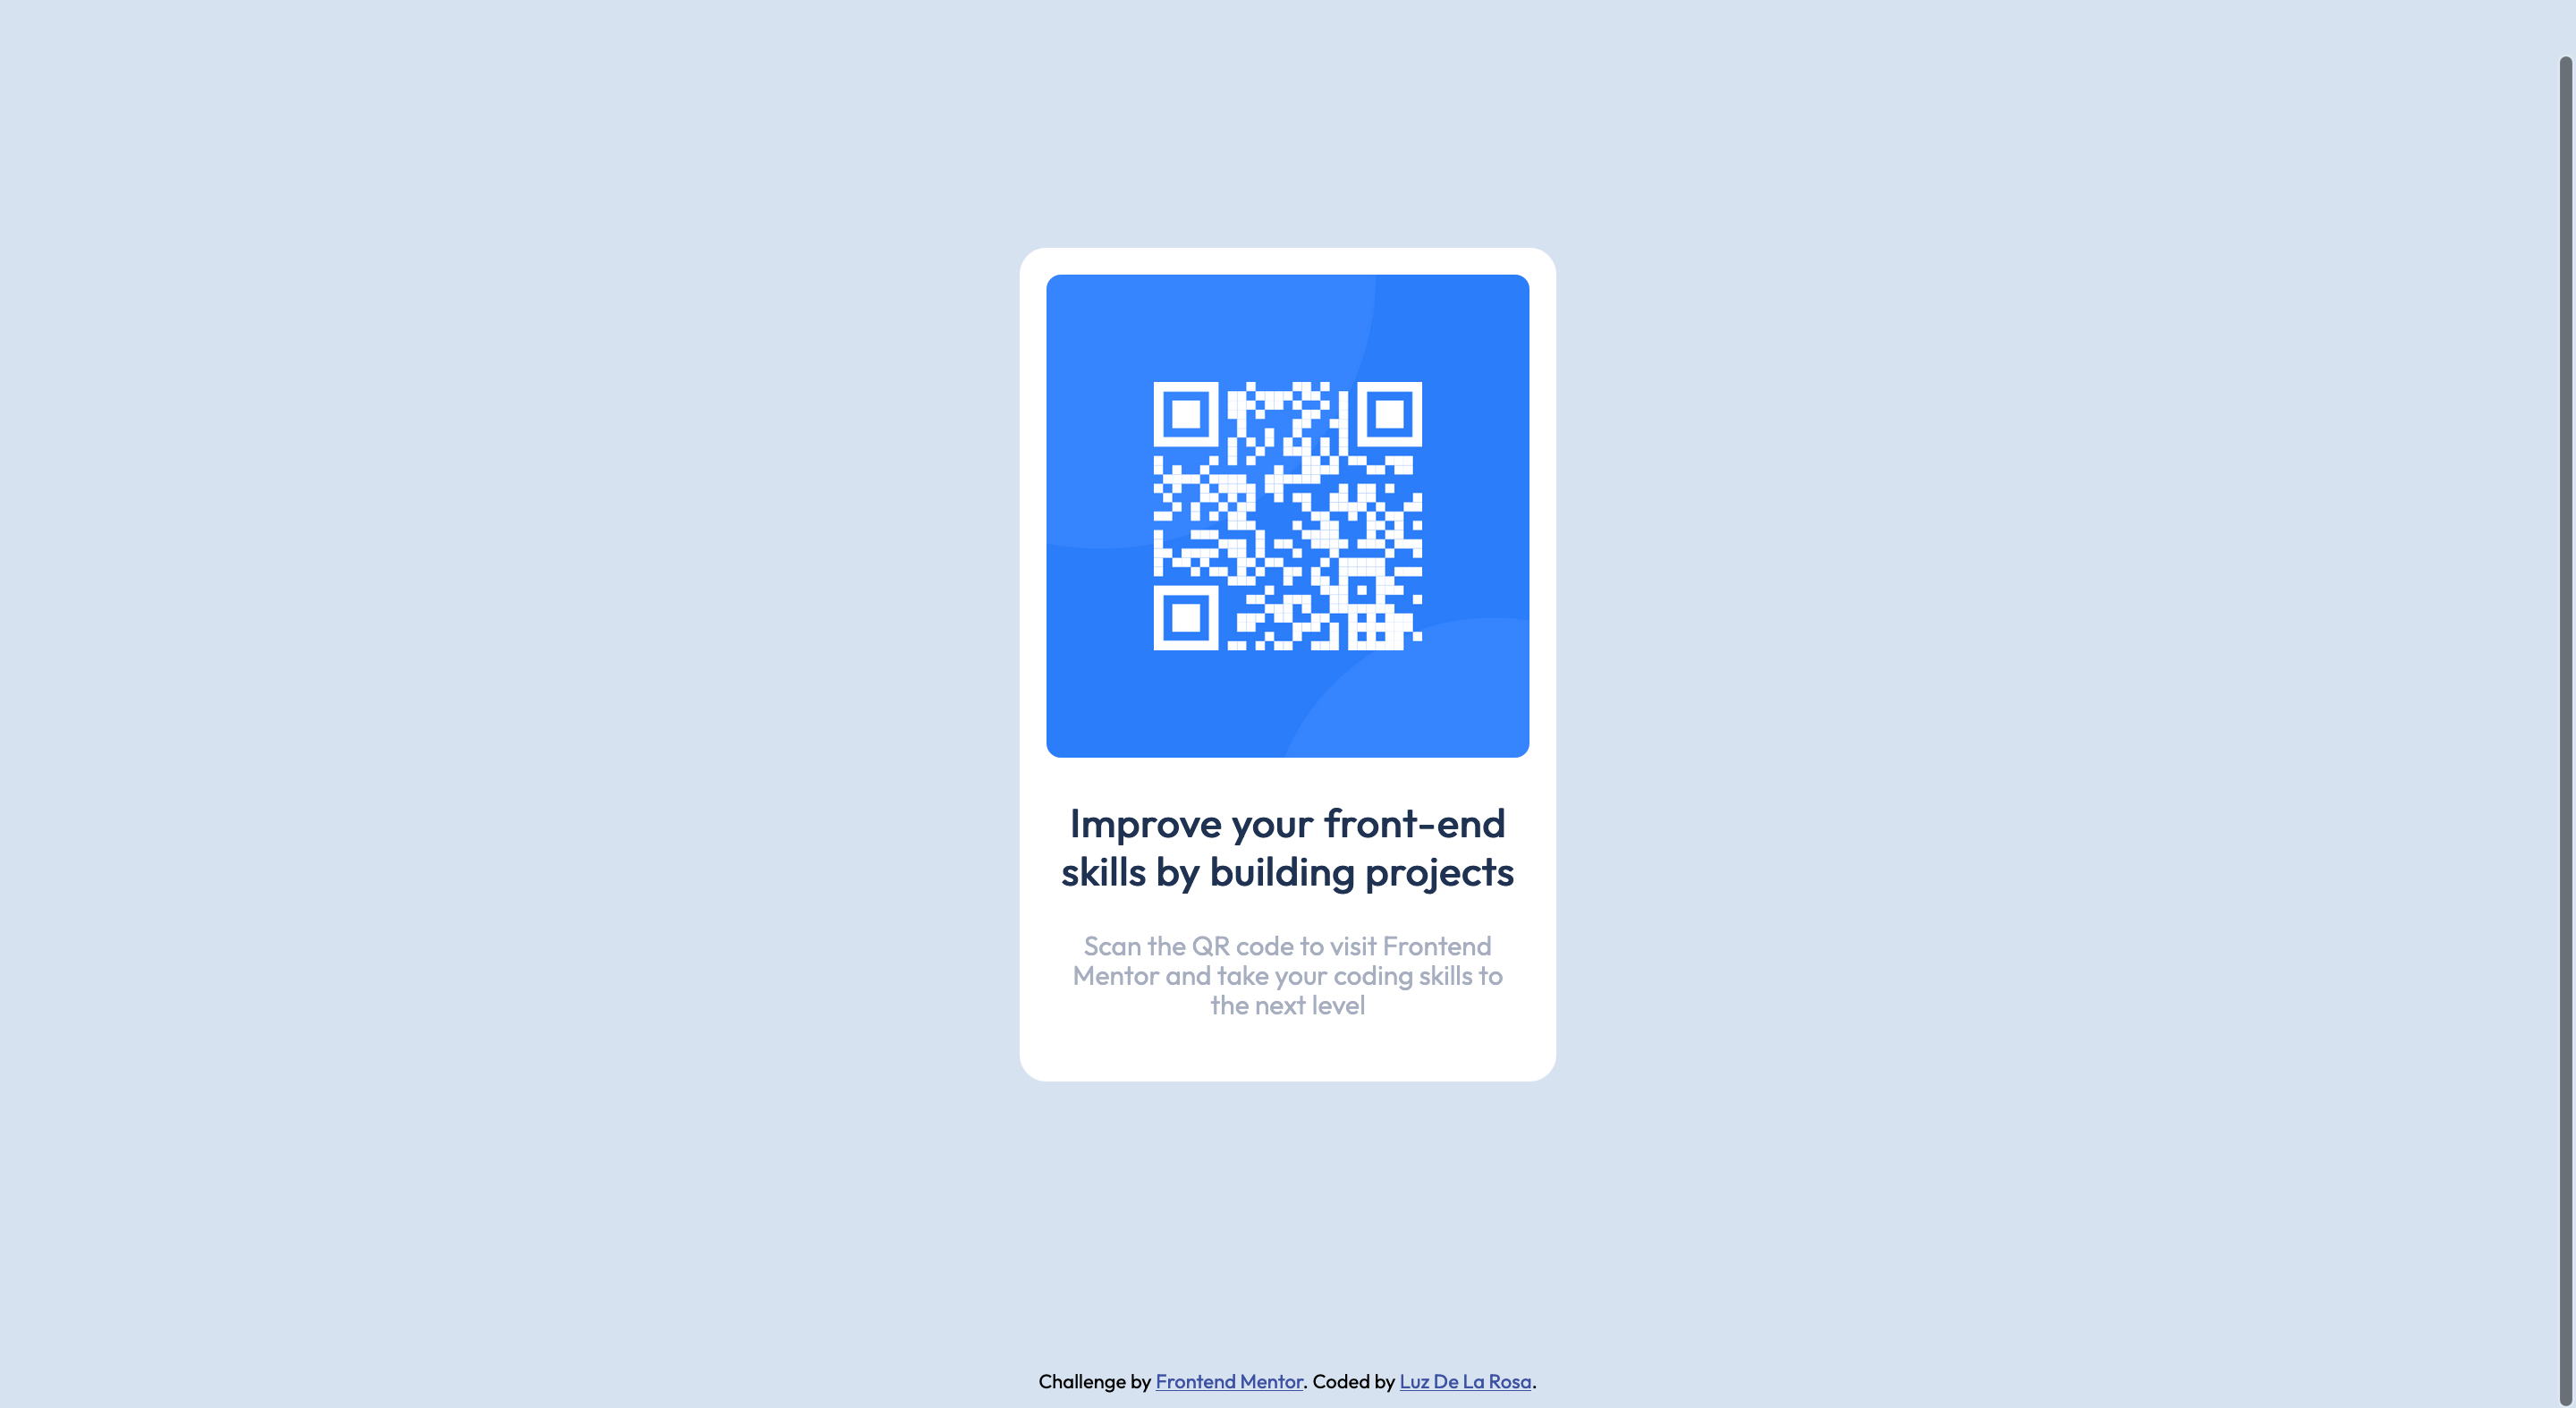 Improve your front-end
skills by building projects
Scan the QR code to visit Frontend
Mentor and take your coding skills to
the next level
Challenge by Frontend Mentor. Coded by Luz De La Rosa.